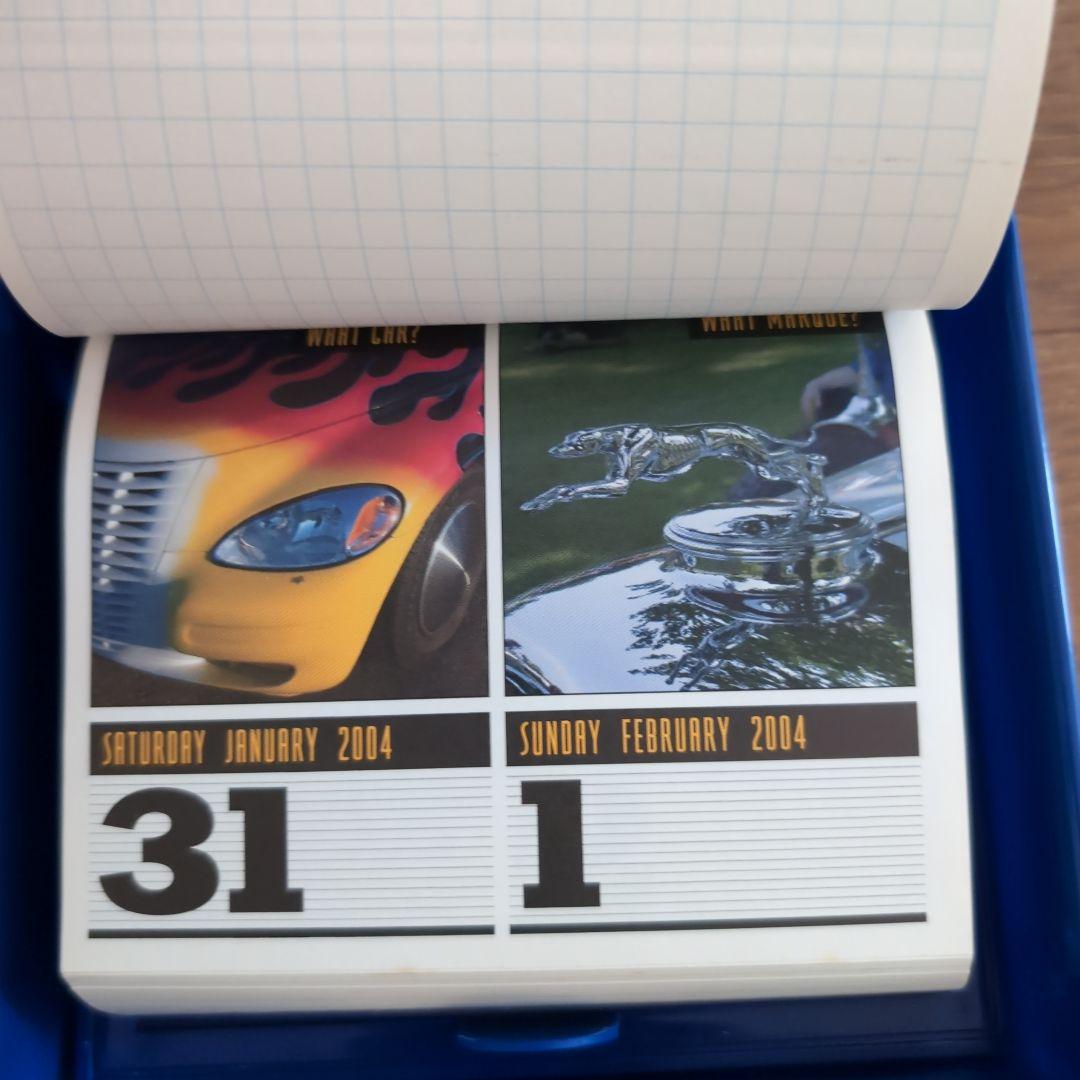 WHAT CAR?
WHAT MARQUE?
SATURDAY JANUARY 2004
31
SUNDAY FEBRUARY 2004
1